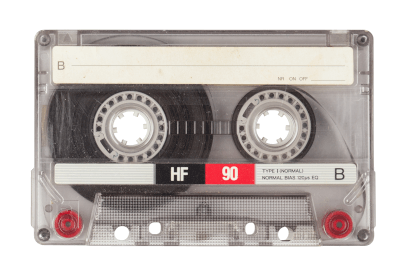 B
NR ON OFF
HF 90 TYPE I (NORMAL)
NORMAL BIAS 120µs EQ B